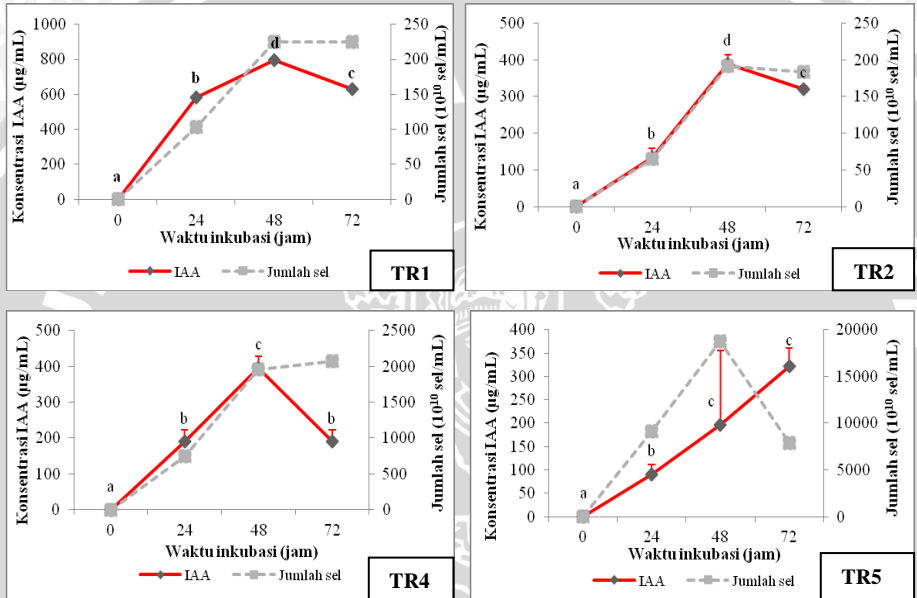 1000
800
600
400
200
0
250
200
150
100
50
0
0 24 48 72
a
b
d
c
Konsentrasi IAA (µg/mL)
Jumlah sel (10¹⁰ sel/mL)
Waktu inkubasi (jam)
IAA Jumlah sel
TR1
500
400
300
200
100
0
250
200
150
100
50
0
0 24 48 72
a
b
d
c
Konsentrasi IAA (µg/mL)
Jumlah sel (10¹⁰ sel/mL)
Waktu inkubasi (jam)
IAA Jumlah sel
TR2
500
400
300
200
100
0
2500
2000
1500
1000
500
0
0 24 48 72
a
b
c
b
Konsentrasi IAA (µg/mL)
Jumlah sel (10¹⁰ sel/mL)
Waktu inkubasi (jam)
IAA Jumlah sel
TR4
400
350
300
250
200
150
100
50
0
20000
15000
10000
5000
0
0 24 48 72
a
b
c
c
Konsentrasi IAA (µg/mL)
Jumlah sel (10¹⁰ sel/mL)
Waktu inkubasi (jam)
IAA Jumlah sel
TR5